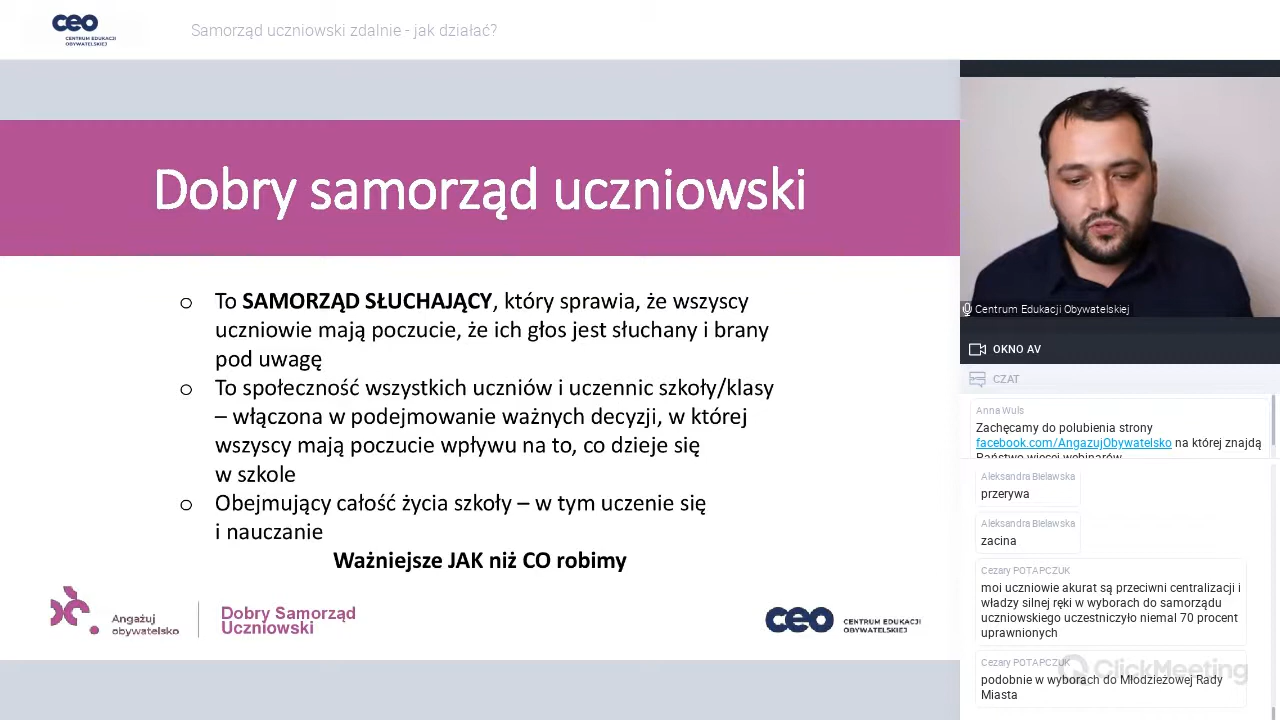 ceo
CENTRUM EDUKACJI
OBYWATELSKIEJ
Samorząd uczniowski zdalnie - jak działać?
Dobry samorząd uczniowski
o To SAMORZĄD SŁUCHAJĄCY, który sprawia, że wszyscy
uczniowie mają poczucie, że ich głos jest słuchany i brany
pod uwagę
o To społeczność wszystkich uczniów i uczennic szkoły/klasy
– włączona w podejmowanie ważnych decyzji, w której
wszyscy mają poczucie wpływu na to, co dzieje się
w szkole
o Obejmujący całość życia szkoły – w tym uczenie się
i nauczanie
Ważniejsze JAK niż CO robimy
Angażuj
obywatelsko
Dobry Samorząd
Uczniowski
ceo
CENTRUM EDUKACJI
OBYWATELSKIEJ
Centrum Edukacji Obywatelskiej
OKNO AV
CZAT
Anna Wuls
Zachęcamy do polubienia strony
facebook.com/AngazujObywatelsko na której znajdą
Państwo więcej webinarów
Aleksandra Bielawska
przerywa
Aleksandra Bielawska
zacina
Cezary POTAPCZUK
moi uczniowie akurat są przeciwni centralizacji i
władzy silnej ręki w wyborach do samorządu
uczniowskiego uczestniczyło niemal 70 procent
uprawnionych
Cezary POTAPCZUK
podobnie w wyborach do Młodzieżowej Rady
Miasta
ClickMeeting